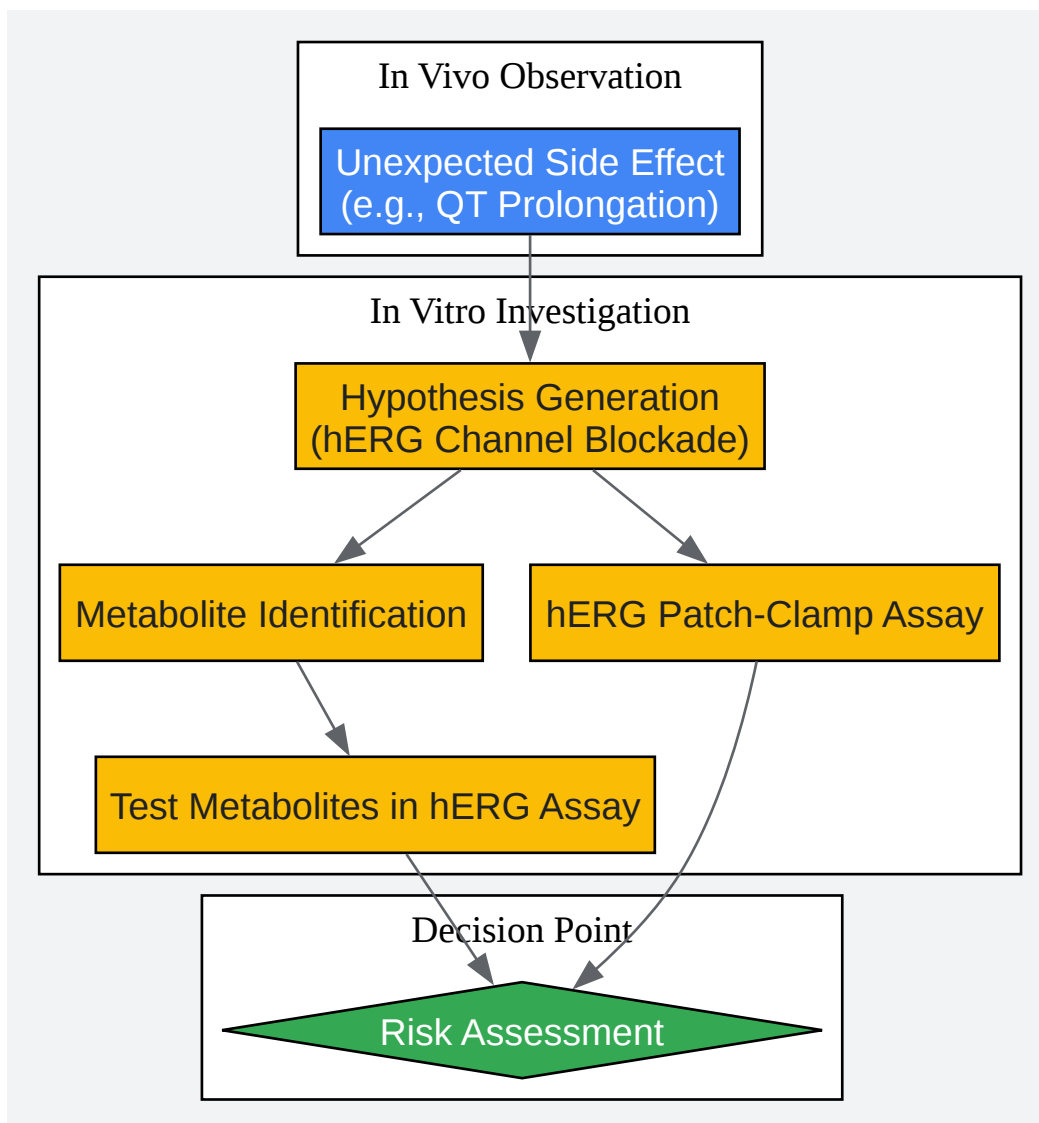 In Vivo Observation
Unexpected Side Effect
(e.g., QT Prolongation)
In Vitro Investigation
Hypothesis Generation
(hERG Channel Blockade)
Metabolite Identification
hERG Patch-Clamp Assay
Test Metabolites in hERG Assay
Decision Point
Risk Assessment